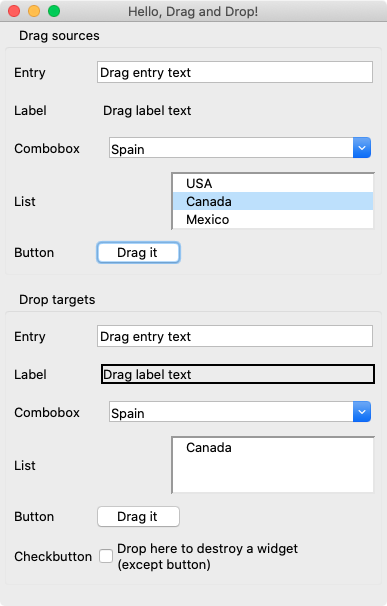 Hello, Drag and Drop!
Drag sources
Entry Drag entry text
Label Drag label text
Combobox Spain
USA
List Canada
Mexico
Button Drag it
Drop targets
Entry Drag entry text
Label Drag label text
Combobox Spain
Canada
List
Button Drag it
Checkbutton Drop here to destroy a widget
(except button)